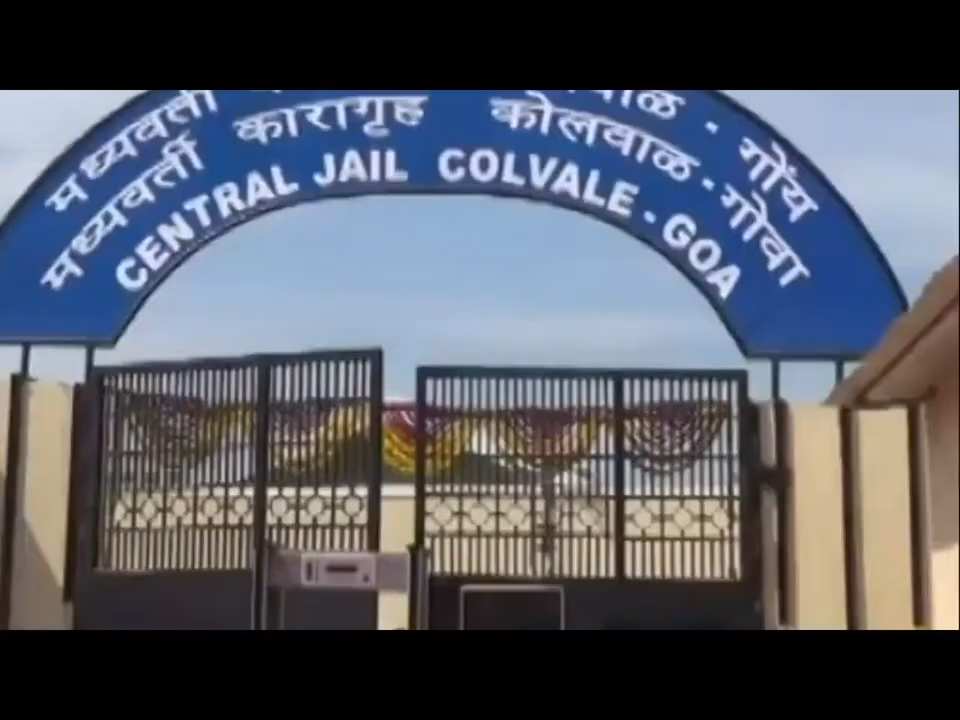 मध्यवर्ती - गोंय
मध्यवर्ती कारागृह कोलवाळ - गोवा
CENTRAL JAIL COLVALE - GOA